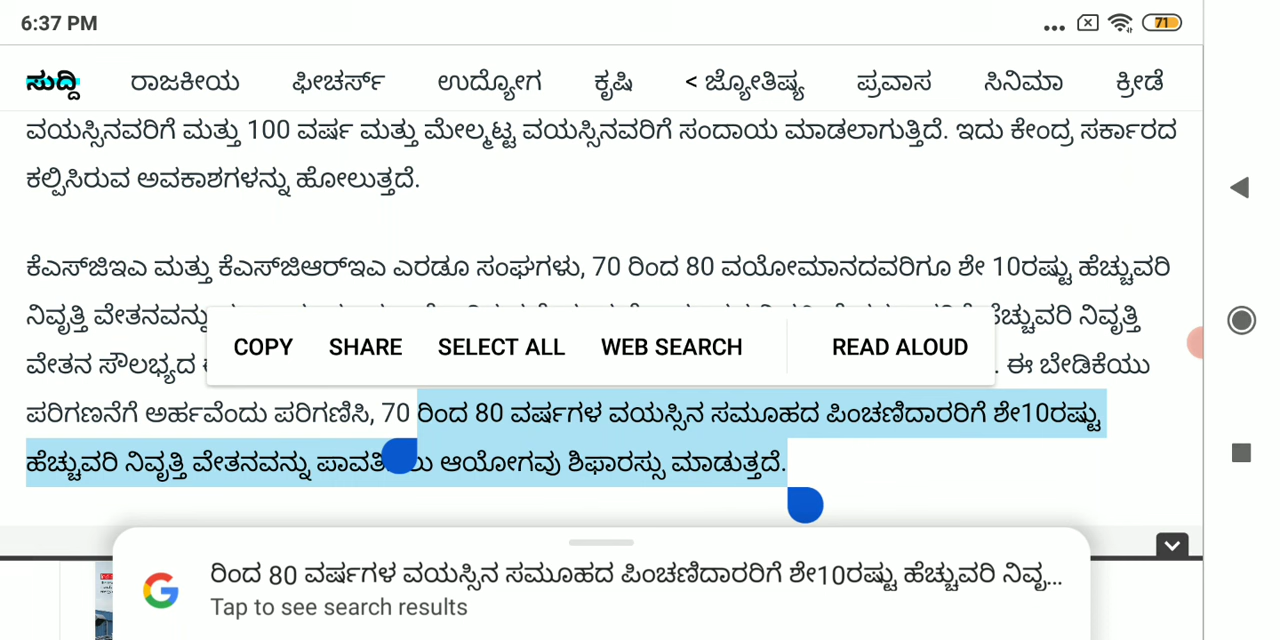 6:37 PM
71
ಸುದ್ದಿ ರಾಜಕೀಯ ಫೀಚರ್ಸ್ ಉದ್ಯೋಗ ಕೃಷಿ < ಜ್ಯೋತಿಷ್ಯ ಪ್ರವಾಸ ಸಿನಿಮಾ ಕ್ರೀಡೆ
ವಯಸ್ಸಿನವರಿಗೆ ಮತ್ತು 100 ವರ್ಷ ಮತ್ತು ಮೇಲ್ಮಟ್ಟ ವಯಸ್ಸಿನವರಿಗೆ ಸಂದಾಯ ಮಾಡಲಾಗುತ್ತಿದೆ. ಇದು ಕೇಂದ್ರ ಸರ್ಕಾರದ
ಕಲ್ಪಿಸಿರುವ ಅವಕಾಶಗಳನ್ನು ಹೋಲುತ್ತದೆ.
ಕೆಎಸ್‌ಜಿಇಎ ಮತ್ತು ಕೆಎಸ್‌ಜಿಆರ್‌ಇಎ ಎರಡೂ ಸಂಘಗಳು, 70 ರಿಂದ 80 ವಯೋಮಾನದವರಿಗೂ ಶೇ 10ರಷ್ಟು ಹೆಚ್ಚುವರಿ
ನಿವೃತ್ತಿ ವೇತನವನ್ನು ಹೆಚ್ಚುವರಿ ನಿವೃತ್ತಿ
COPY SHARE SELECT ALL WEB SEARCH READ ALOUD
ವೇತನ ಸೌಲಭ್ಯದ . ಈ ಬೇಡಿಕೆಯು
ಪರಿಗಣನೆಗೆ ಅರ್ಹವೆಂದು ಪರಿಗಣಿಸಿ, 70 ರಿಂದ 80 ವರ್ಷಗಳ ವಯಸ್ಸಿನ ಸಮೂಹದ ಪಿಂಚಣಿದಾರರಿಗೆ ಶೇ10ರಷ್ಟು
ಹೆಚ್ಚುವರಿ ನಿವೃತ್ತಿ ವೇತನವನ್ನು ಆಯೋಗವು ಶಿಫಾರಸ್ಸು ಮಾಡುತ್ತದೆ.
ರಿಂದ 80 ವರ್ಷಗಳ ವಯಸ್ಸಿನ ಸಮೂಹದ ಪಿಂಚಣಿದಾರರಿಗೆ ಶೇ10ರಷ್ಟು ಹೆಚ್ಚುವರಿ ನಿವೃ...
Tap to see search results